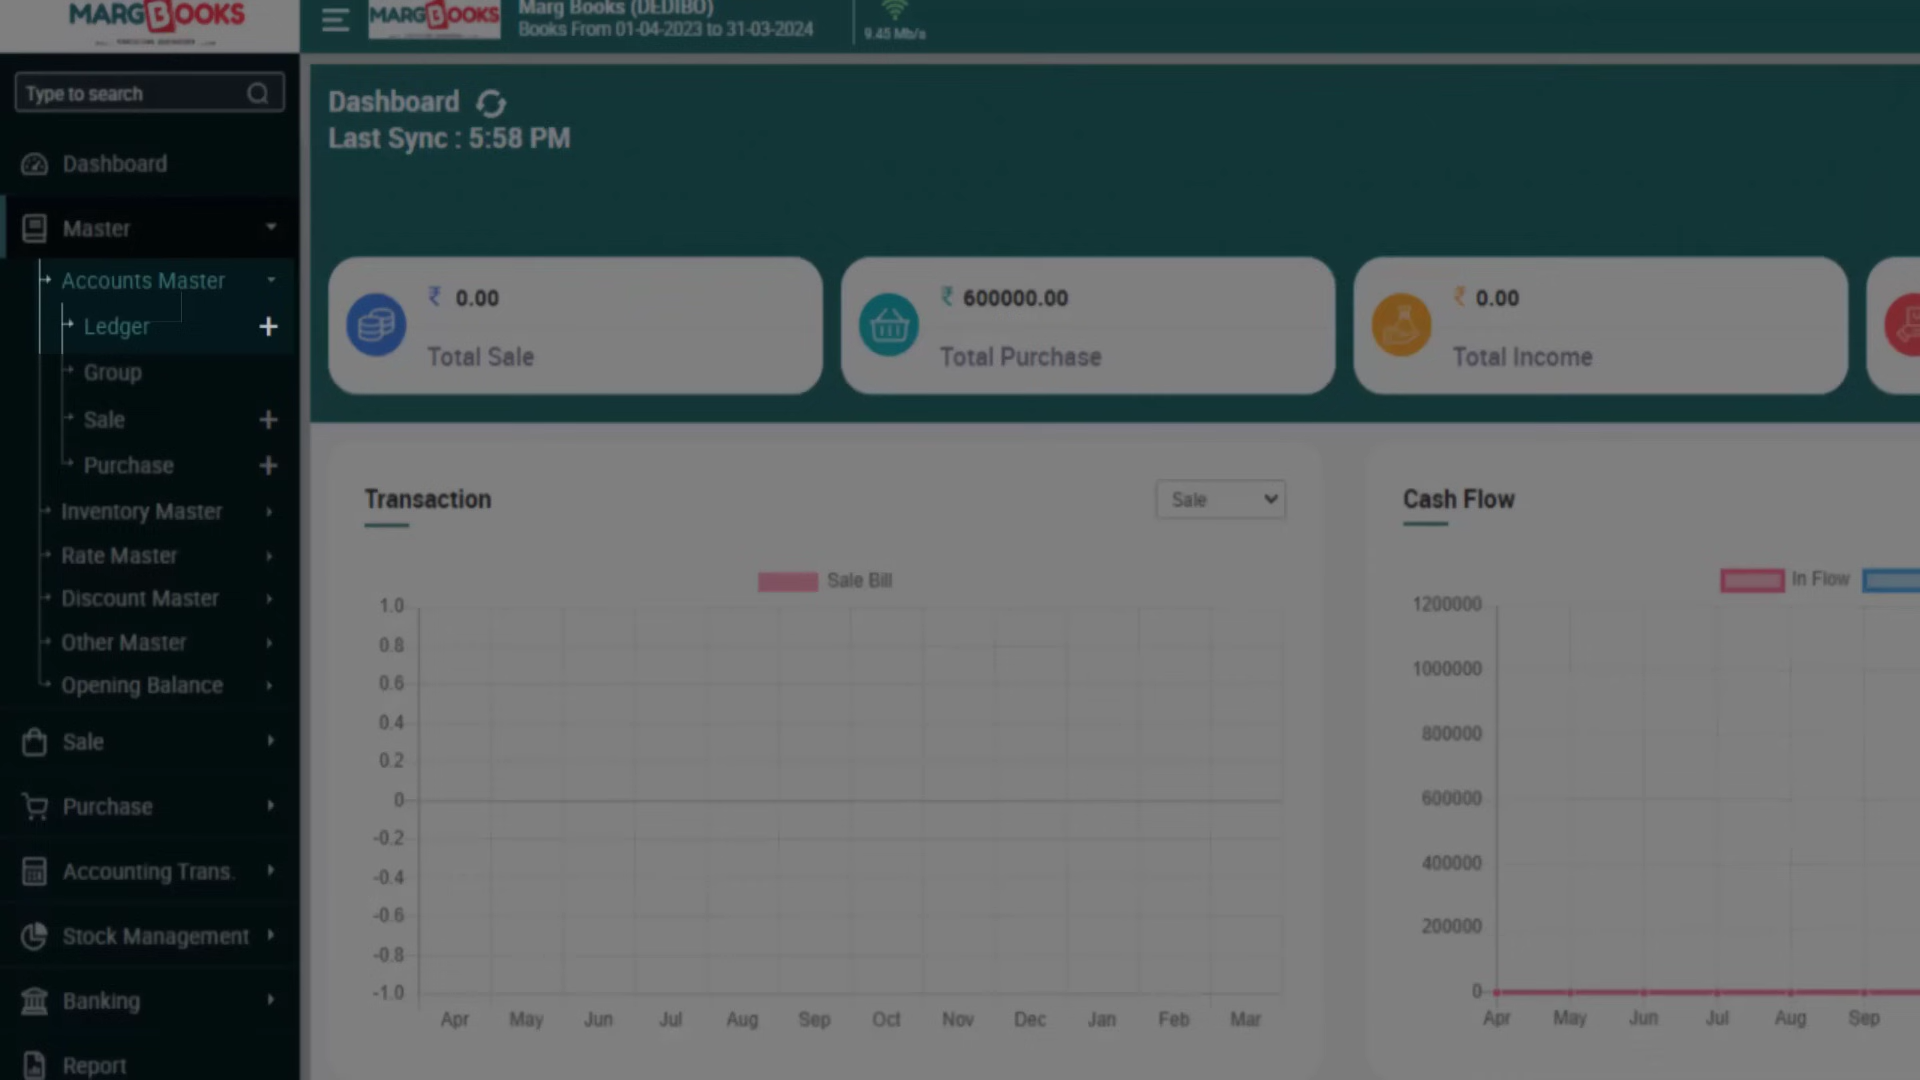 MARGBOOKS
MARGBOOKS
Marg Books (DEDIBO)
Books From 01-04-2023 to 31-03-2024
9.45 Mb/s
Type to search
Dashboard
Master
Accounts Master
Ledger
Group
Sale
Purchase
Inventory Master
Rate Master
Discount Master
Other Master
Opening Balance
Sale
Purchase
Accounting Trans.
Stock Management
Banking
Report
Dashboard
Last Sync : 5:58 PM
₹ 0.00
Total Sale
₹ 600000.00
Total Purchase
₹ 0.00
Total Income
Transaction
Sale
Sale Bill
1.0
0.8
0.6
0.4
0.2
0
-0.2
-0.4
-0.6
-0.8
-1.0
Apr May Jun Jul Aug Sep Oct Nov Dec Jan Feb Mar
Cash Flow
In Flow
1200000
1000000
800000
600000
400000
200000
0
Apr May Jun Jul Aug Sep